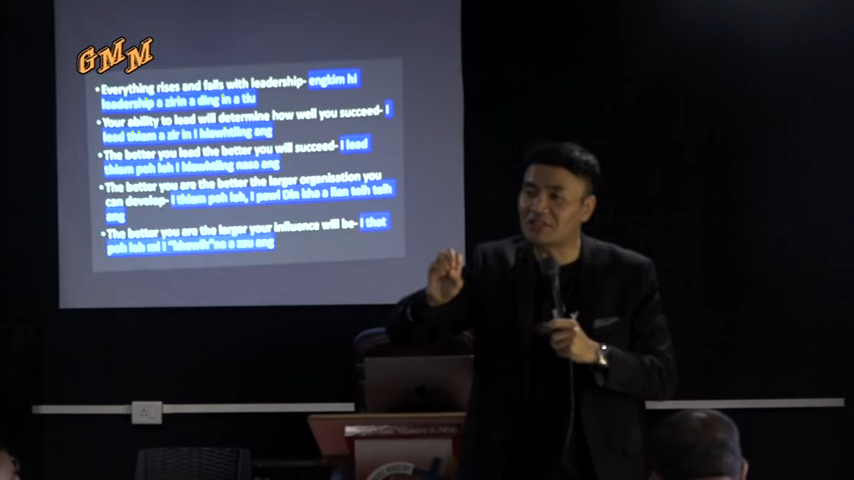 GMM
• Everything rises and falls with leadership- engkim hi
leadership a zirin a ding in a tlu
• Your ability to lead will determine how well you succeed- I
lead thiam a zir in I hlawhtling ang
• The better you lead the better you will succeed- I lead
thiam poh leh I hlawhtling nasa ang
• The better you are the better the larger organisation you
can develop- I thiam poh leh, I pawl Din kha a lian telh telh
ang
• The better you are the larger your influence will be- I that
poh leh mi I "hhawih"na a sau ang